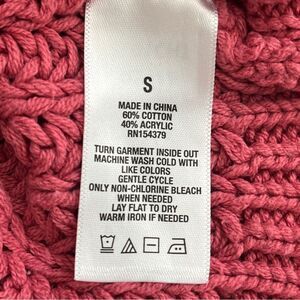 S
MADE IN CHINA
60% COTTON
40% ACRYLIC
RN154379
TURN GARMENT INSIDE OUT
MACHINE WASH COLD WITH
LIKE COLORS
GENTLE CYCLE
ONLY NON-CHLORINE BLEACH
WHEN NEEDED
LAY FLAT TO DRY
WARM IRON IF NEEDED